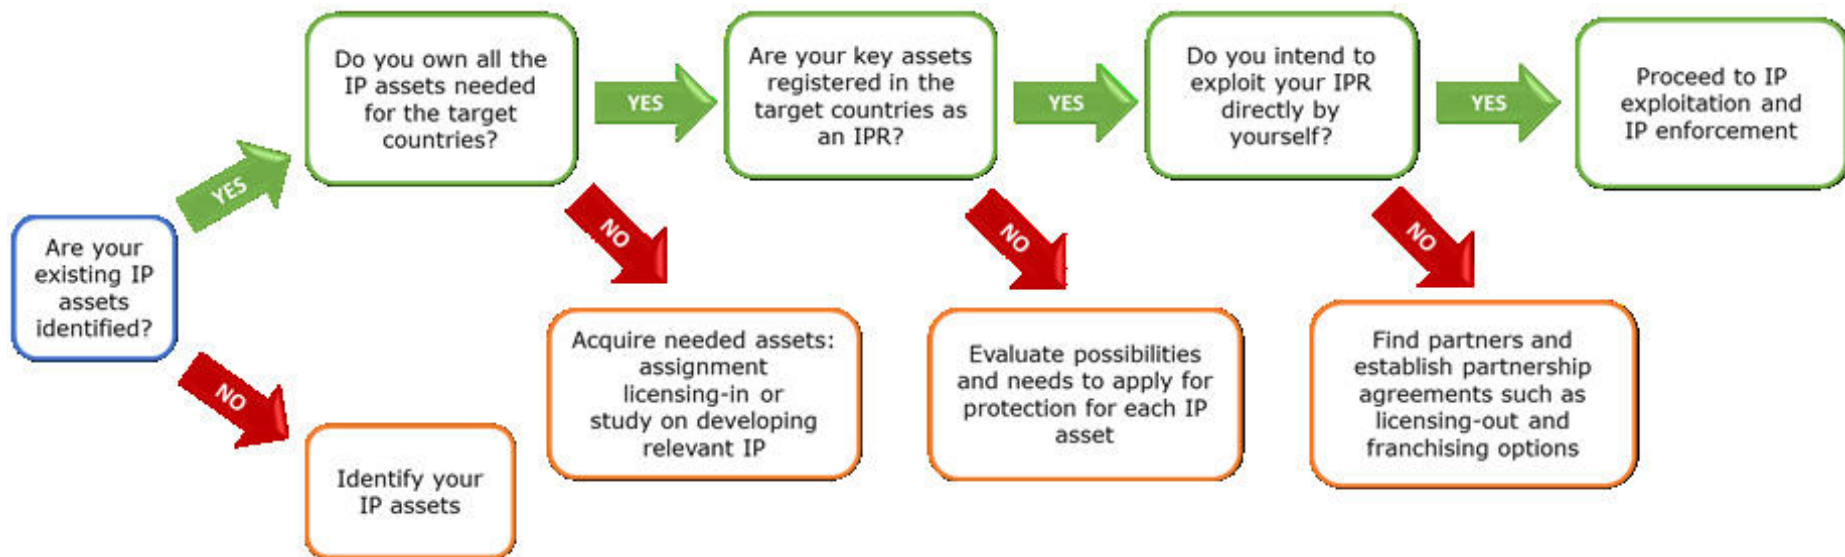 Are your
existing IP
assets
identified?
YES
NO
Identify your
IP assets
Do you own all the
IP assets needed
for the target
countries?
YES
NO
Acquire needed assets:
assignment
licensing-in or
study on developing
relevant IP
Are your key assets
registered in the
target countries as
an IPR?
YES
NO
Evaluate possibilities
and needs to apply for
protection for each IP
asset
Do you intend to
exploit your IPR
directly by
yourself?
YES
NO
Find partners and
establish partnership
agreements such as
licensing-out and
franchising options
Proceed to IP
exploitation and
IP enforcement